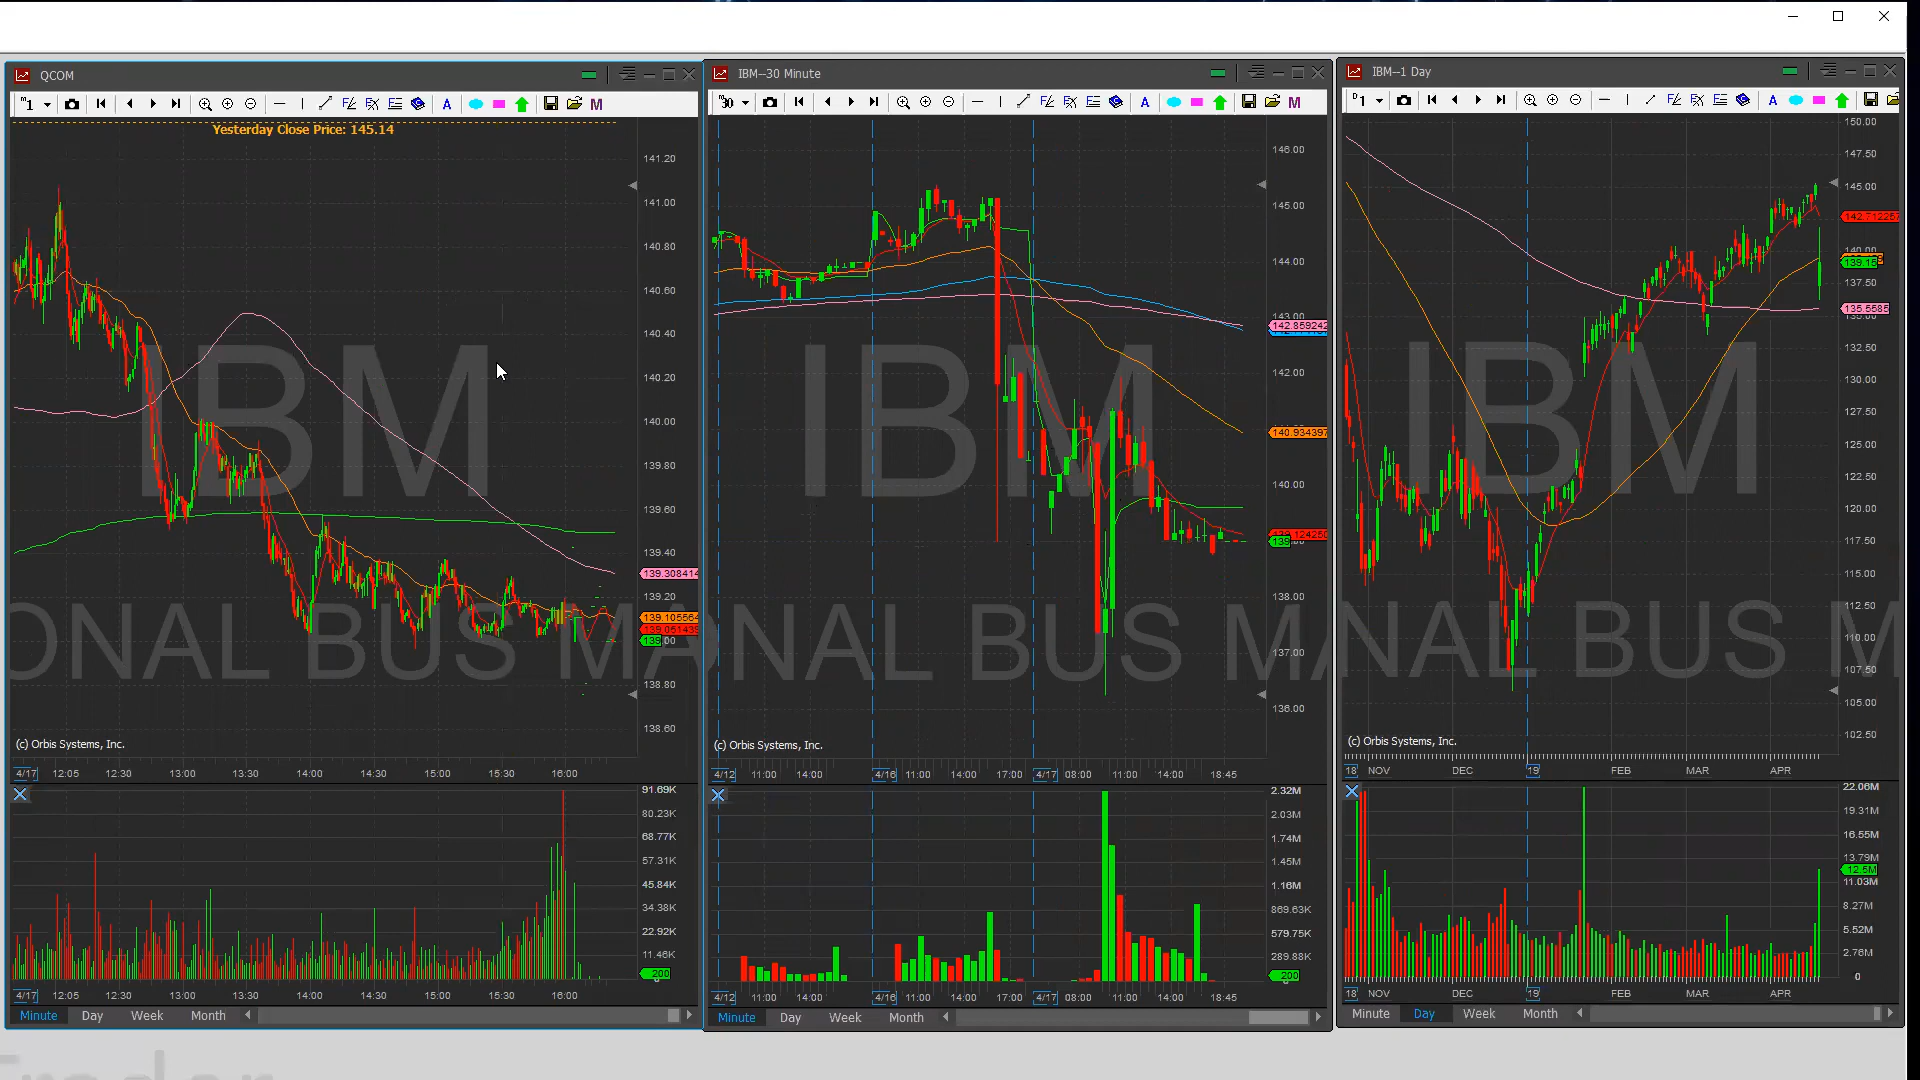 QCOM
1
A
M
Yesterday Close Price: 145.14
141.20
141.00
140.80
140.60
140.40
140.20
140.00
139.80
139.60
139.40
139.308414
139.20
139.105564
139.051439
138.80
138.60
IBM
ONAL BUS MA
(c) Orbis Systems, Inc.
4/17 12:05 12:30 13:00 13:30 14:00 14:30 15:00 15:30 16:00
91.69K
80.23K
68.77K
57.31K
45.84K
34.38K
22.92K
11.46K
200
4/17 12:05 12:30 13:00 13:30 14:00 14:30 15:00 15:30 16:00
Minute Day Week Month
IBM--30 Minute
30
A
M
146.00
145.00
144.00
143.00
142.859242
142.00
140.934397
140.00
138.00
137.00
136.00
IBM
NAL BUS M
(c) Orbis Systems, Inc.
4/12 11:00 14:00 4/16 11:00 14:00 17:00 4/17 08:00 11:00 14:00 18:45
2.32M
2.03M
1.74M
1.45M
1.16M
869.63K
579.75K
289.88K
200
4/12 11:00 14:00 4/16 11:00 14:00 17:00 4/17 08:00 11:00 14:00 18:45
Minute Day Week Month
IBM--1 Day
D1
A
150.00
147.50
145.00
140.00
139.15
137.50
135.5585
132.50
130.00
127.50
125.00
122.50
120.00
117.50
115.00
112.50
110.00
107.50
105.00
102.50
IBM
NAL BUS M
(c) Orbis Systems, Inc.
18 NOV DEC 19 FEB MAR APR
22.06M
19.31M
16.55M
13.79M
12.5M
11.03M
8.27M
5.52M
2.76M
0
18 NOV DEC 19 FEB MAR APR
Minute Day Week Month